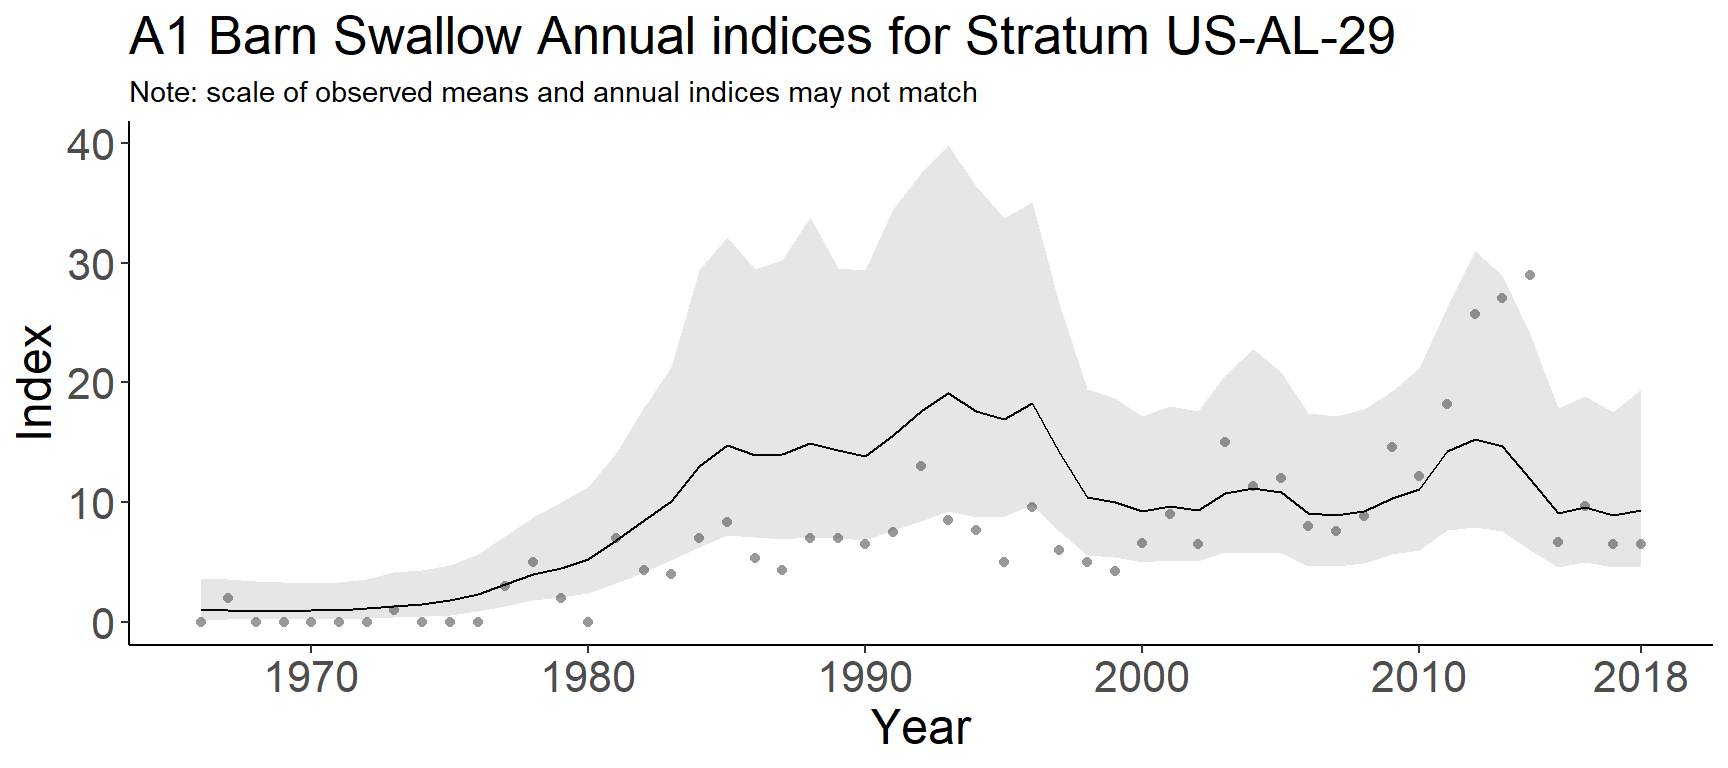 A1 Barn Swallow Annual indices for Stratum US-AL-29
Note: scale of observed means and annual indices may not match
40
30
20
10
0
Index
1970 1980 1990 2000 2010 2018
Year